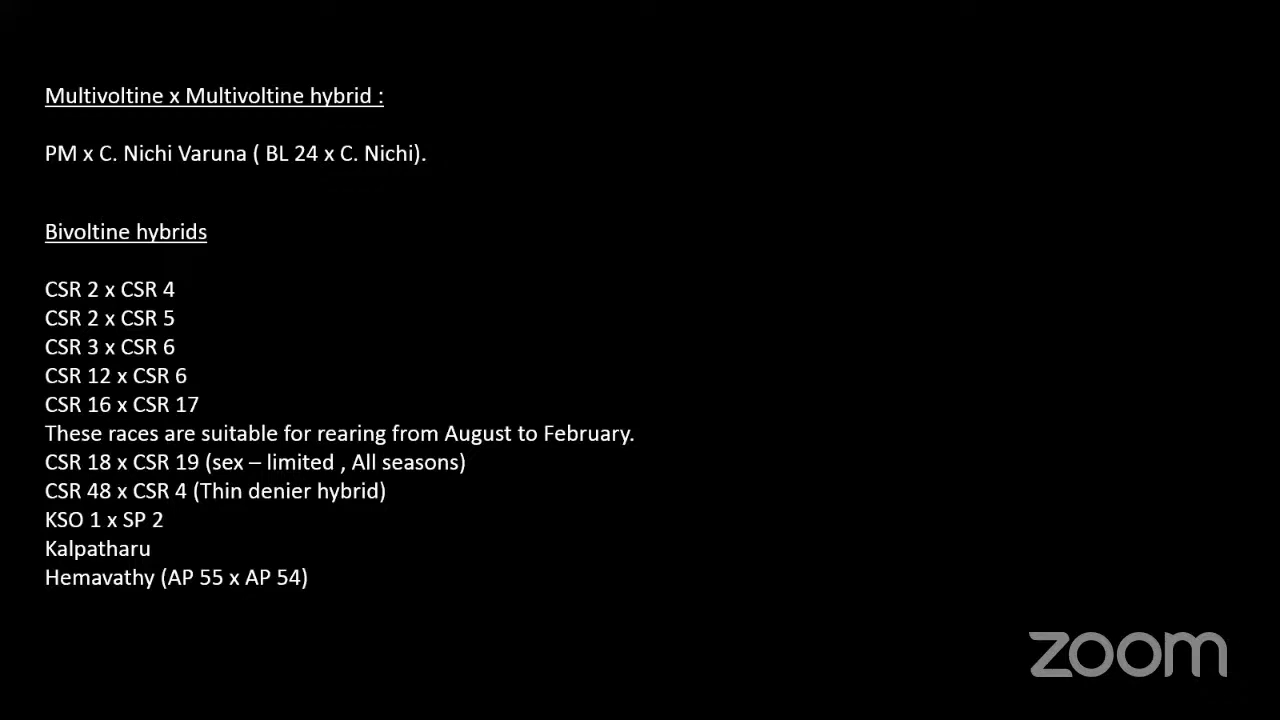 Multivoltine x Multivoltine hybrid :
PM x C. Nichi Varuna ( BL 24 x C. Nichi).
Bivoltine hybrids
CSR 2 x CSR 4
CSR 2 x CSR 5
CSR 3 x CSR 6
CSR 12 x CSR 6
CSR 16 x CSR 17
These races are suitable for rearing from August to February.
CSR 18 x CSR 19 (sex – limited , All seasons)
CSR 48 x CSR 4 (Thin denier hybrid)
KSO 1 x SP 2
Kalpatharu
Hemavathy (AP 55 x AP 54)
zoom